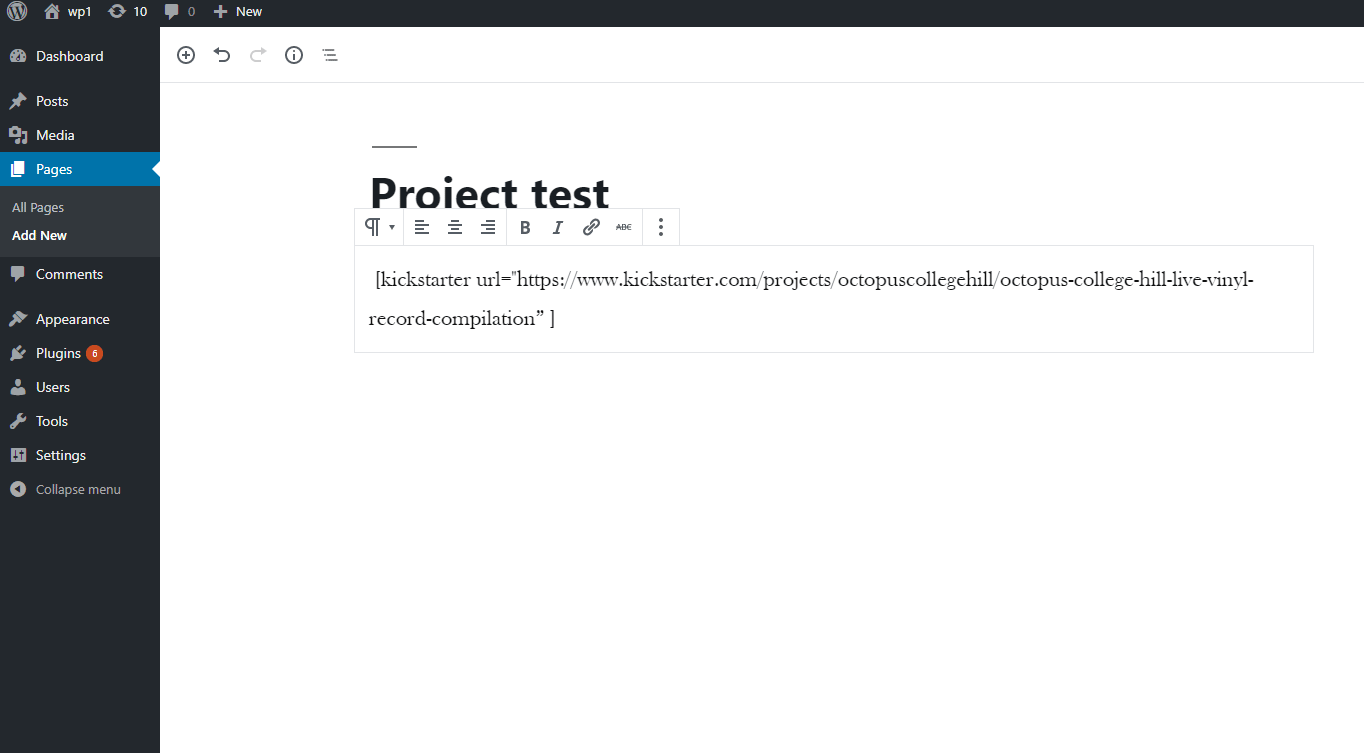 wp1 10 0 New
Dashboard
Posts
Media
Pages
All Pages
Add New
Comments
Appearance
Plugins 6
Users
Tools
Settings
Collapse menu
Project test
B I ABC
[kickstarter url="https://www.kickstarter.com/projects/octopuscollegehill/octopus-college-hill-live-vinyl-
record-compilation” ]